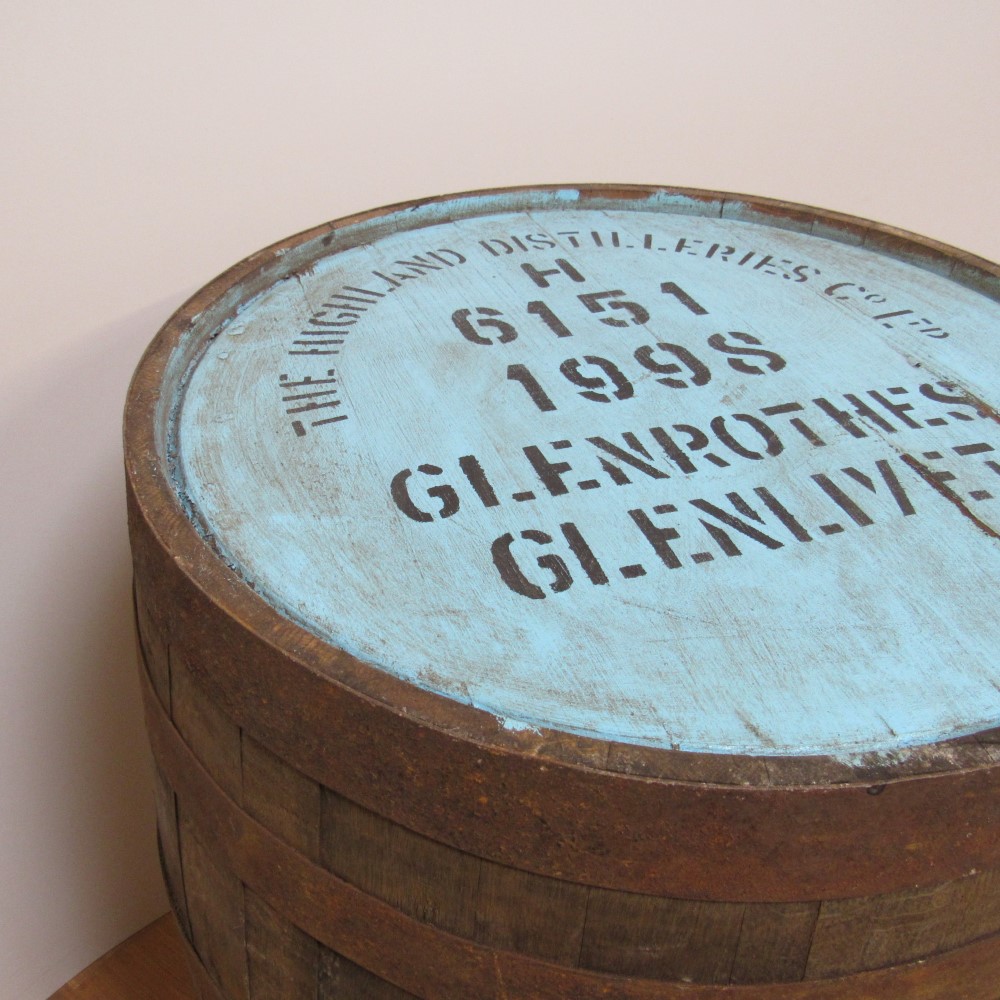 THE HIGHLAND DISTILLERIES Co LTD
H
6151
1998
GLENROTHES
GLENLIVET